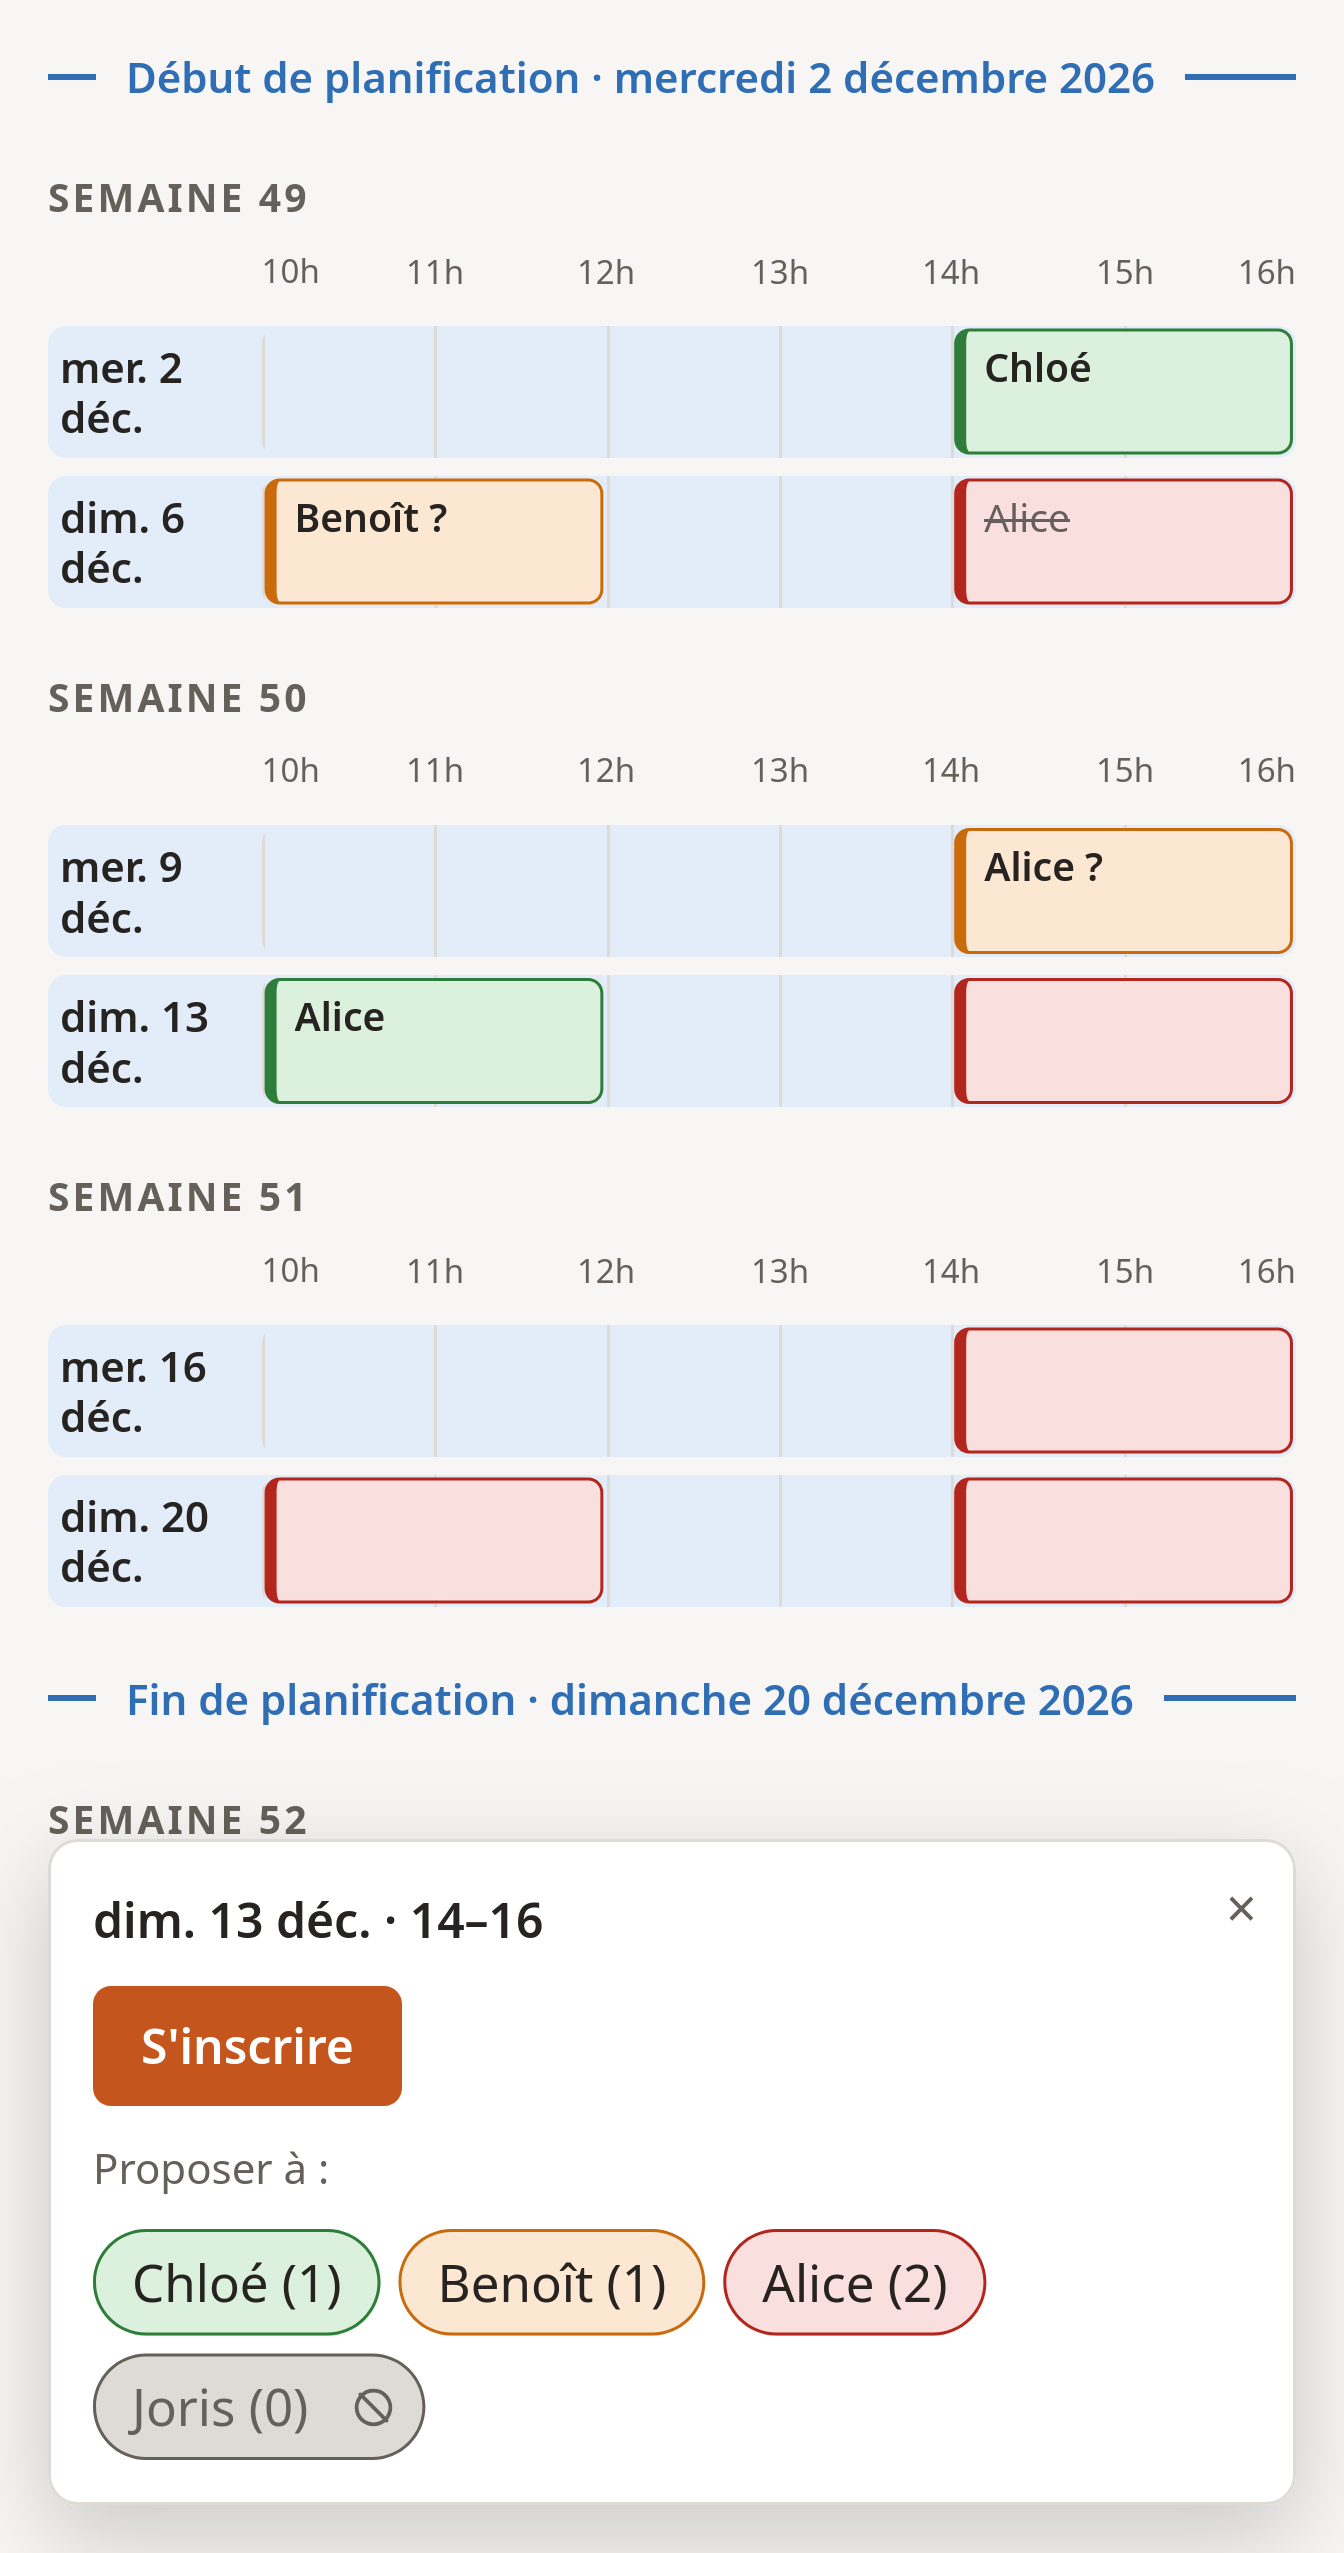 Début de planification · mercredi 2 décembre 2026
SEMAINE 49
10h 11h 12h 13h 14h 15h 16h
mer. 2
déc.
Chloé
dim. 6
déc.
Benoît ?
Alice
SEMAINE 50
10h 11h 12h 13h 14h 15h 16h
mer. 9
déc.
Alice ?
dim. 13
déc.
Alice
SEMAINE 51
10h 11h 12h 13h 14h 15h 16h
mer. 16
déc.
dim. 20
déc.
Fin de planification · dimanche 20 décembre 2026
SEMAINE 52
dim. 13 déc. · 14–16
×
S'inscrire
Proposer à :
Chloé (1) Benoît (1) Alice (2)
Joris (0)